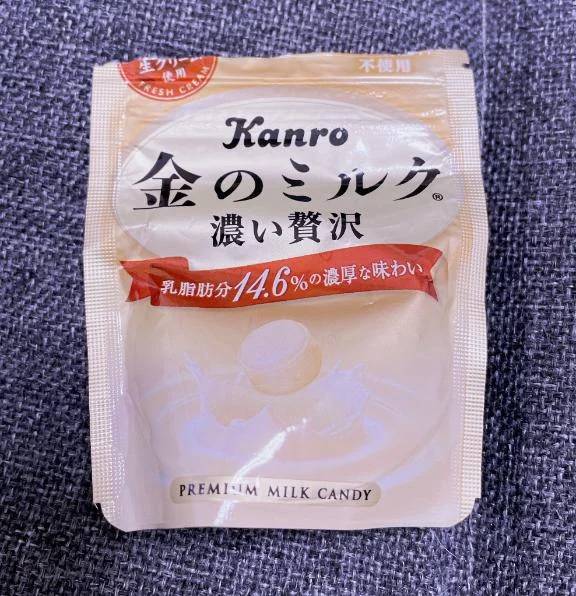 生クリーム
使用
FRESH CREAM
不使用
Kanro
金のミルク®
濃い贅沢
乳脂肪分14.6%の濃厚な味わい
PREMIUM MILK CANDY